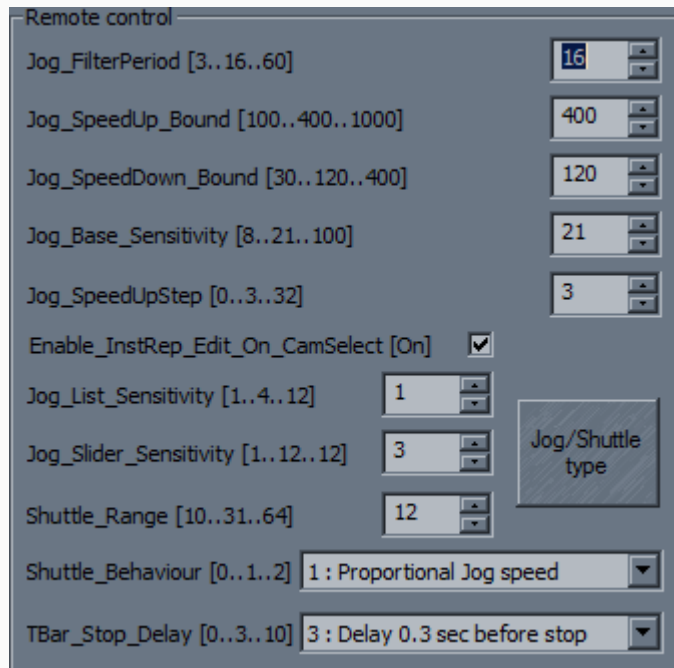 Remote control
Jog_FilterPeriod [3..16..60] 16
Jog_SpeedUp_Bound [100..400..1000] 400
Jog_SpeedDown_Bound [30..120..400] 120
Jog_Base_Sensitivity [8..21..100] 21
Jog_SpeedUpStep [0..3..32] 3
Enable_InstRep_Edit_On_CamSelect [On]
Jog_List_Sensitivity [1..4..12] 1
Jog_Slider_Sensitivity [1..12..12] 3
Jog/Shuttle
type
Shuttle_Range [10..31..64] 12
Shuttle_Behaviour [0..1..2] 1 : Proportional Jog speed
TBar_Stop_Delay [0..3..10] 3 : Delay 0.3 sec before stop